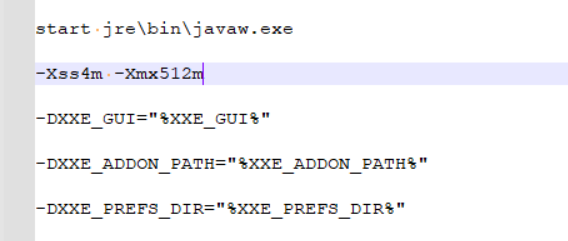 start jre\bin\javaw.exe
-Xss4m -Xmx512m
-DXXE_GUI="%XXE_GUI%"
-DXXE_ADDON_PATH="%XXE_ADDON_PATH%"
-DXXE_PREFS_DIR="%XXE_PREFS_DIR%"